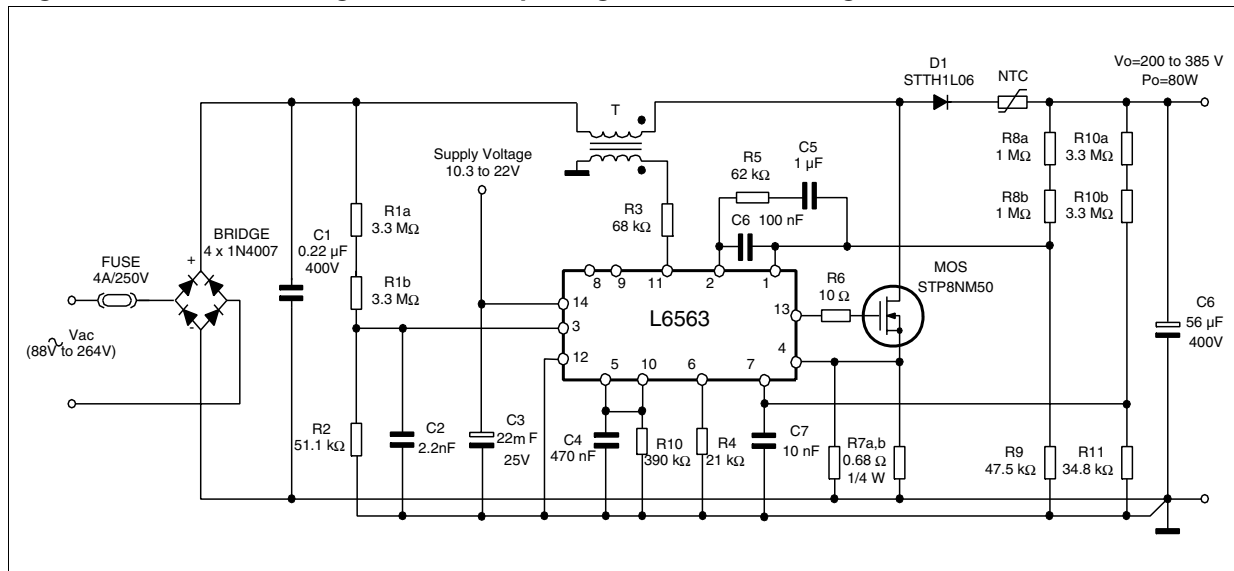 D1
STTH1L06
NTC
Vo=200 to 385 V
Po=80W
T
Supply Voltage
10.3 to 22V
R5
62 kΩ
C5
1 µF
R8a
1 MΩ
R10a
3.3 MΩ
R8b
1 MΩ
R10b
3.3 MΩ
R1a
3.3 MΩ
R3
68 kΩ
C6
100 nF
BRIDGE
4 x 1N4007
+
-
C1
0.22 µF
400V
FUSE
4A/250V
R1b
3.3 MΩ
8
9
11
2
1
MOS
STP8NM50
R6
10 Ω
14
3
12
L6563
13
4
C6
56 µF
400V
Vac
(88V to 264V)
5
10
6
7
R2
51.1 kΩ
C2
2.2nF
C3
22m F
25V
C4
470 nF
R10
390 kΩ
R4
21 kΩ
C7
10 nF
R7a,b
0.68 Ω
1/4 W
R9
47.5 kΩ
R11
34.8 kΩ